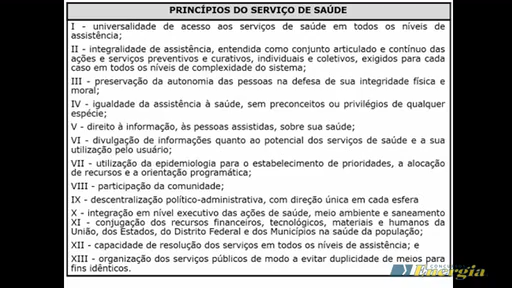 PRINCÍPIOS DO SERVIÇO DE SAÚDE
I - universalidade de acesso aos serviços de saúde em todos os níveis de
assistência;
II - integralidade de assistência, entendida como conjunto articulado e contínuo das
ações e serviços preventivos e curativos, individuais e coletivos, exigidos para cada
caso em todos os níveis de complexidade do sistema;
III - preservação da autonomia das pessoas na defesa de sua integridade física e
moral;
IV - igualdade da assistência à saúde, sem preconceitos ou privilégios de qualquer
espécie;
V - direito à informação, às pessoas assistidas, sobre sua saúde;
VI - divulgação de informações quanto ao potencial dos serviços de saúde e a sua
utilização pelo usuário;
VII - utilização da epidemiologia para o estabelecimento de prioridades, a alocação
de recursos e a orientação programática;
VIII - participação da comunidade;
IX - descentralização político-administrativa, com direção única em cada esfera
X - integração em nível executivo das ações de saúde, meio ambiente e saneamento
XI - conjugação dos recursos financeiros, tecnológicos, materiais e humanos da
União, dos Estados, do Distrito Federal e dos Municípios na saúde da população;
XII - capacidade de resolução dos serviços em todos os níveis de assistência; e
XIII - organização dos serviços públicos de modo a evitar duplicidade de meios para
fins idênticos.
Energia